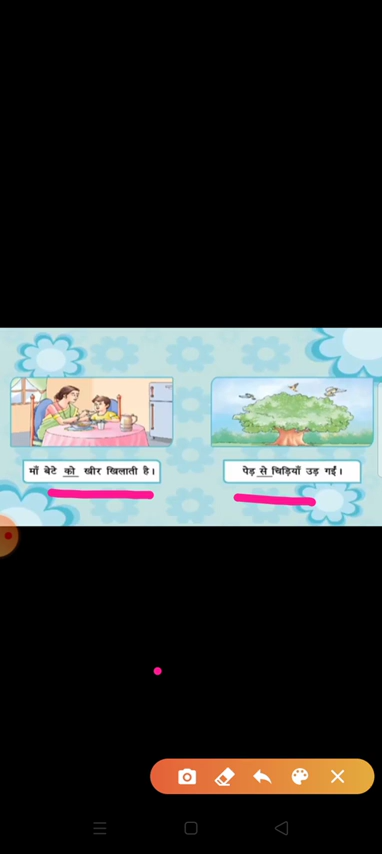 माँ बेटे को खीर खिलाती है।
पेड़ से चिड़ियाँ उड़ गईं।